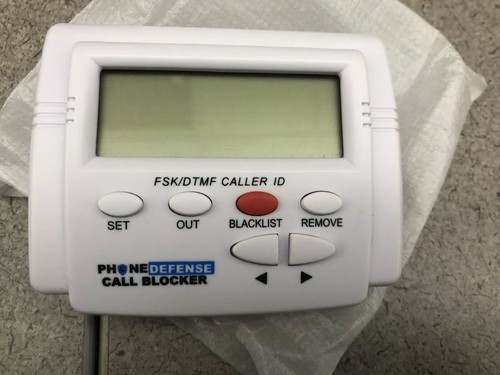 FSK/DTMF CALLER ID
SET OUT BLACKLIST REMOVE
PHONEDEFENSE
CALL BLOCKER